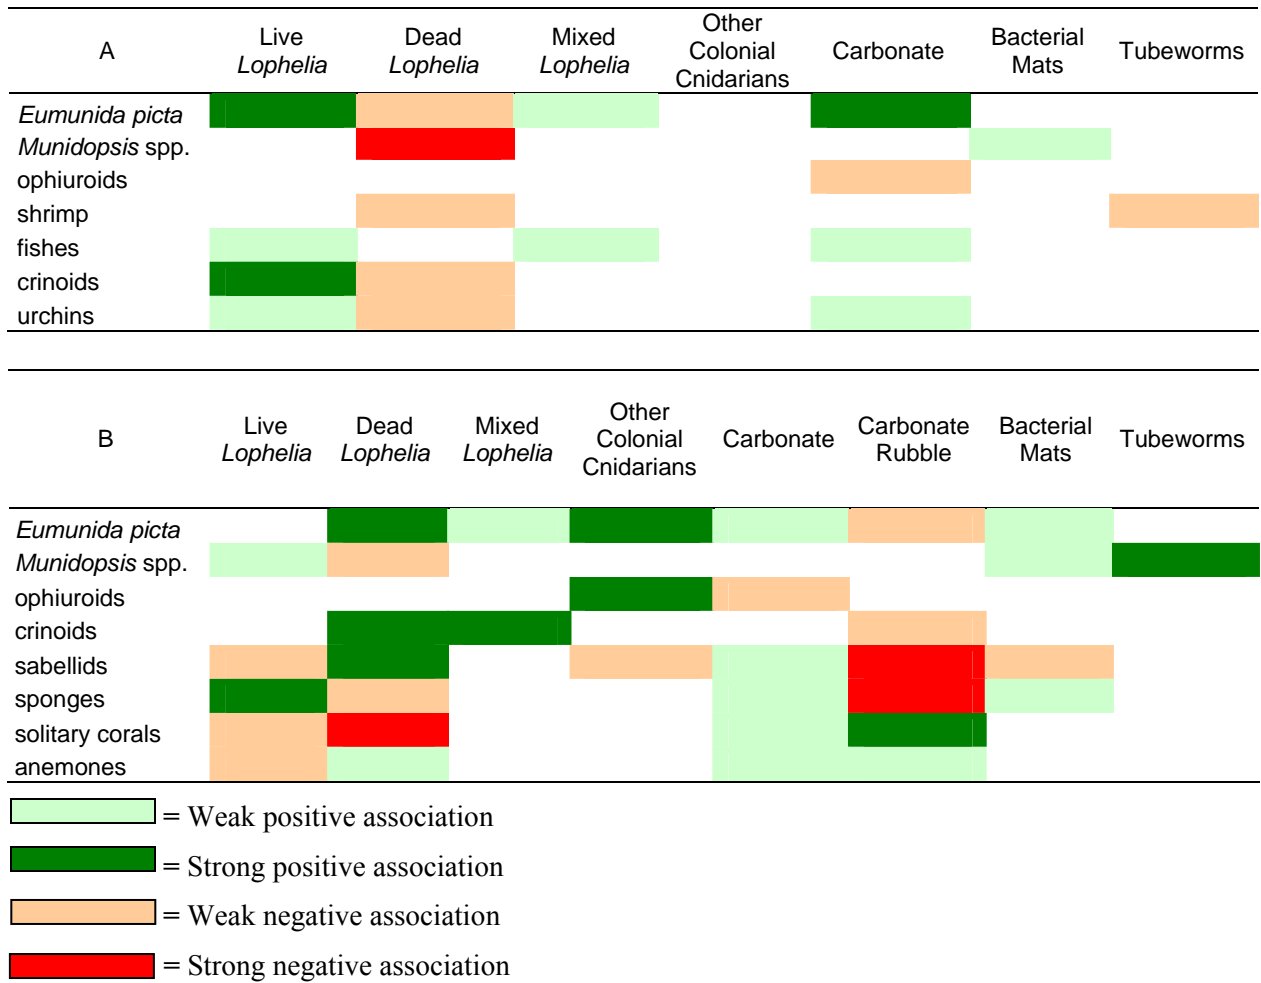 A Live Lophelia Dead Lophelia Mixed Lophelia Other Colonial Cnidarians Carbonate Bacterial Mats Tubeworms
Eumunida picta
Munidopsis spp.
ophiuroids
shrimp
fishes
crinoids
urchins
B Live Lophelia Dead Lophelia Mixed Lophelia Other Colonial Cnidarians Carbonate Carbonate Rubble Bacterial Mats Tubeworms
Eumunida picta
Munidopsis spp.
ophiuroids
crinoids
sabellids
sponges
solitary corals
anemones
= Weak positive association
= Strong positive association
= Weak negative association
= Strong negative association